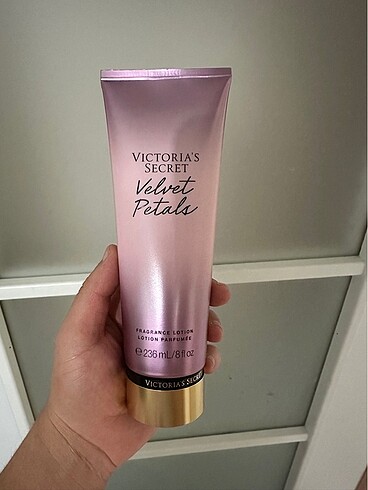 VICTORIA'S
SECRET
Velvet
Petals
FRAGRANCE LOTION
LOTION PARFUMÉE
℮ 236 mL/8 fl oz
VICTORIA'S SECRET